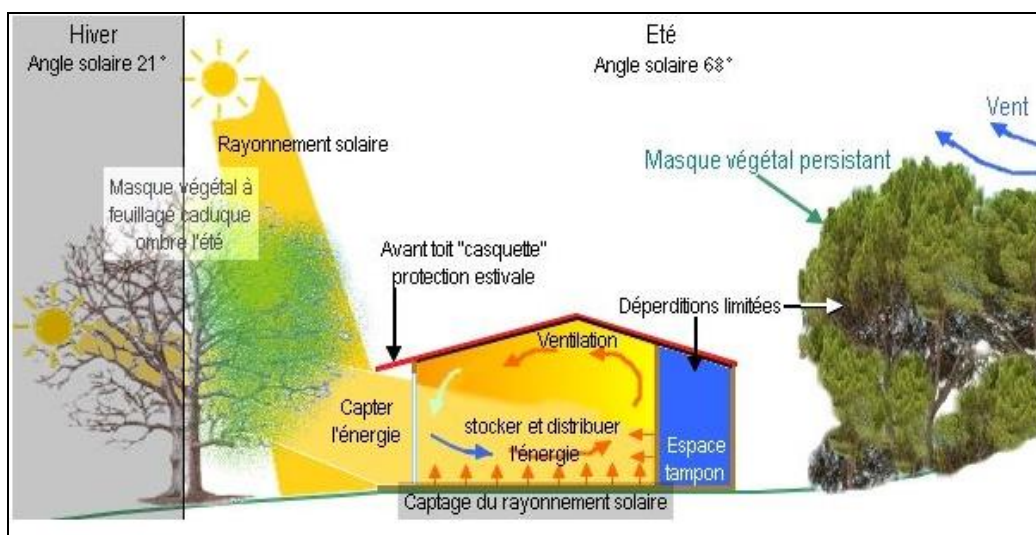 Hiver
Angle solaire 21°
Eté
Angle solaire 68°
Vent
Rayonnement solaire
Masque végétal persistant
Masque végétal à
feuillage caduque
ombre l'été
Avant toit "casquette"
protection estivale
Déperditions limitées
Ventilation
Capter
l'énergie
stocker et distribuer
l'énergie
Espace
tampon
Captage du rayonnement solaire